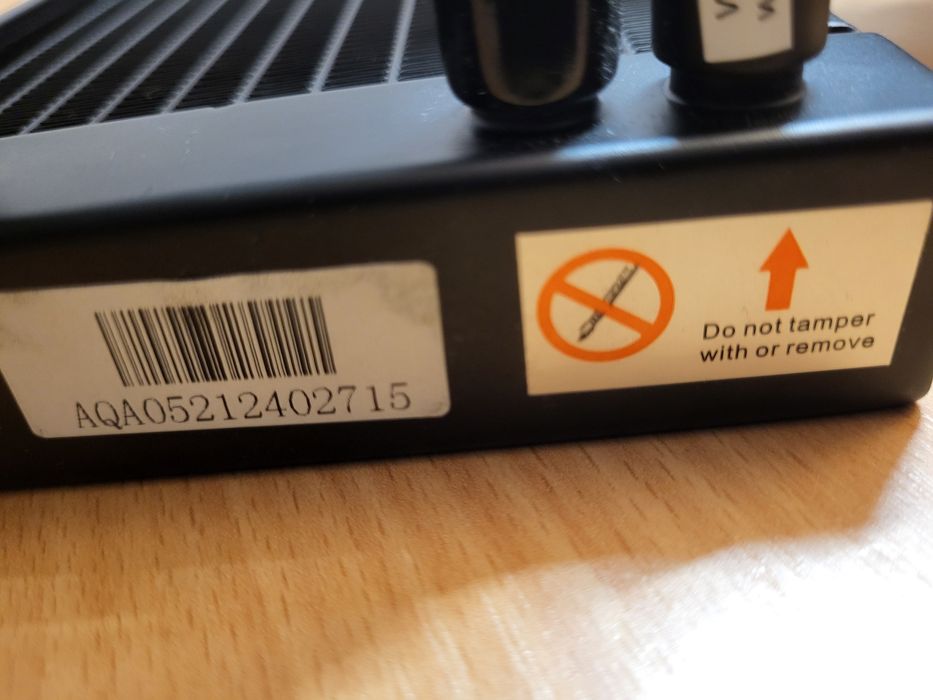 AQA05212402715
Do not tamper
with or remove